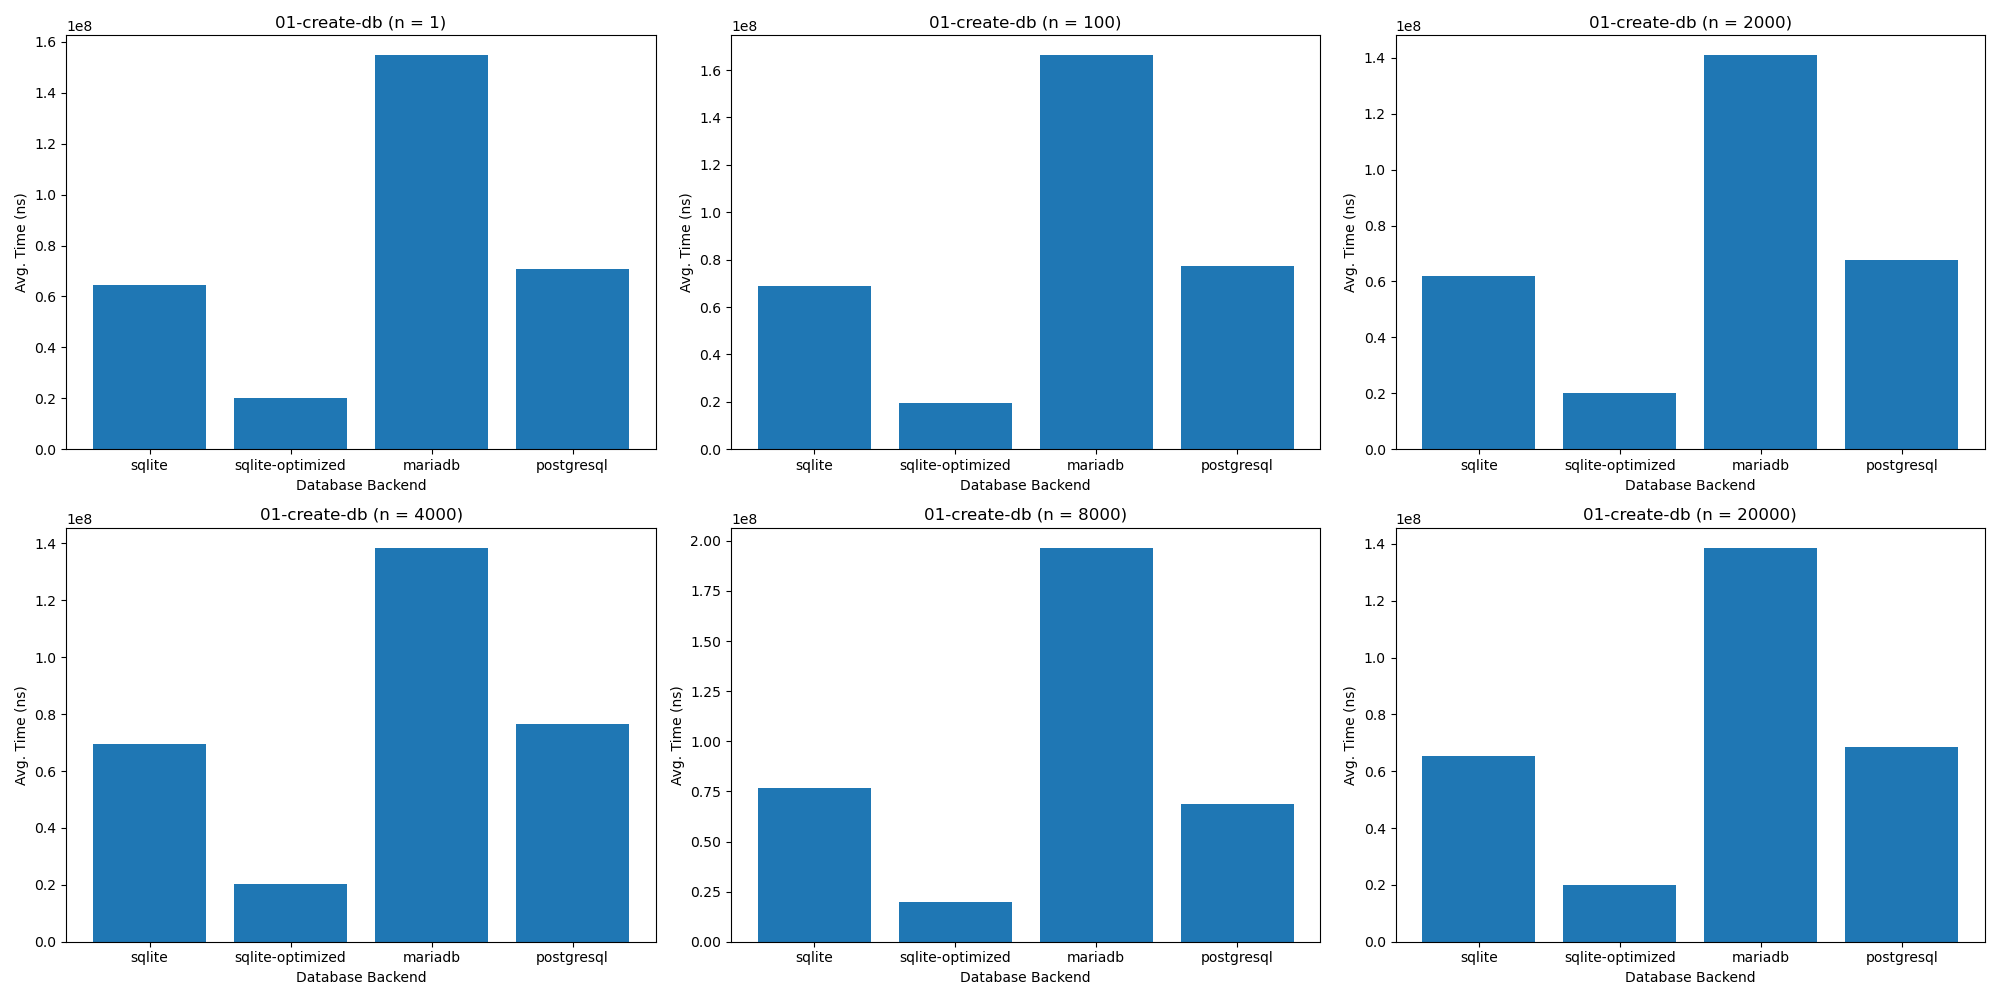 01-create-db (n = 1)
1e8
1.6
1.4
1.2
1.0
0.8
0.6
0.4
0.2
0.0
Avg. Time (ns)
sqlite sqlite-optimized mariadb postgresql
Database Backend
01-create-db (n = 100)
1e8
1.6
1.4
1.2
1.0
0.8
0.6
0.4
0.2
0.0
Avg. Time (ns)
sqlite sqlite-optimized mariadb postgresql
Database Backend
01-create-db (n = 2000)
1e8
1.4
1.2
1.0
0.8
0.6
0.4
0.2
0.0
Avg. Time (ns)
sqlite sqlite-optimized mariadb postgresql
Database Backend
01-create-db (n = 4000)
1e8
1.4
1.2
1.0
0.8
0.6
0.4
0.2
0.0
Avg. Time (ns)
sqlite sqlite-optimized mariadb postgresql
Database Backend
01-create-db (n = 8000)
1e8
2.00
1.75
1.50
1.25
1.00
0.75
0.50
0.25
0.00
Avg. Time (ns)
sqlite sqlite-optimized mariadb postgresql
Database Backend
01-create-db (n = 20000)
1e8
1.4
1.2
1.0
0.8
0.6
0.4
0.2
0.0
Avg. Time (ns)
sqlite sqlite-optimized mariadb postgresql
Database Backend